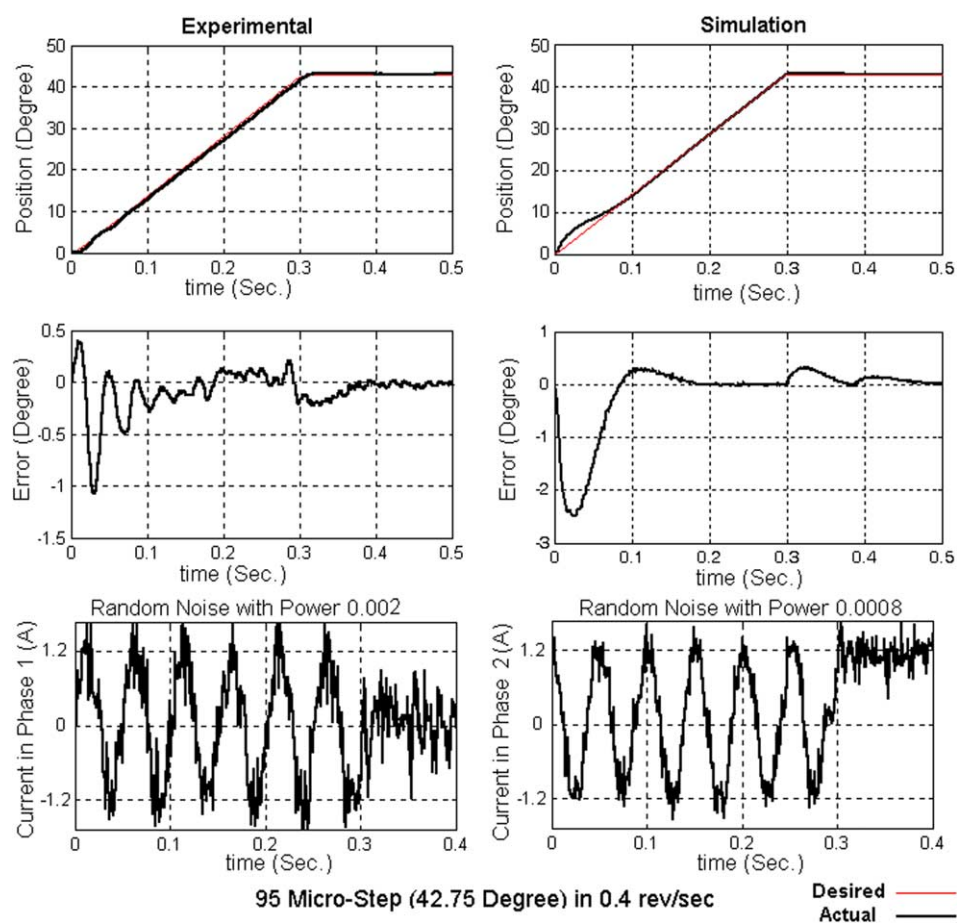 Experimental
Position (Degree)
50
40
30
20
10
0
0 0.1 0.2 0.3 0.4 0.5
time (Sec.)
Simulation
Position (Degree)
50
40
30
20
10
0
0 0.1 0.2 0.3 0.4 0.5
time (Sec.)
Error (Degree)
0.5
0
-0.5
-1
-1.5
0 0.1 0.2 0.3 0.4 0.5
time (Sec.)
Error (Degree)
1
0
-1
-2
-3
0 0.1 0.2 0.3 0.4 0.5
time (Sec.)
Random Noise with Power 0.002
Current in Phase 1 (A)
1.2
0
-1.2
0 0.1 0.2 0.3 0.4
time (Sec.)
Random Noise with Power 0.0008
Current in Phase 2 (A)
1.2
0
-1.2
0 0.1 0.2 0.3 0.4
time (Sec.)
95 Micro-Step (42.75 Degree) in 0.4 rev/sec
Desired
Actual